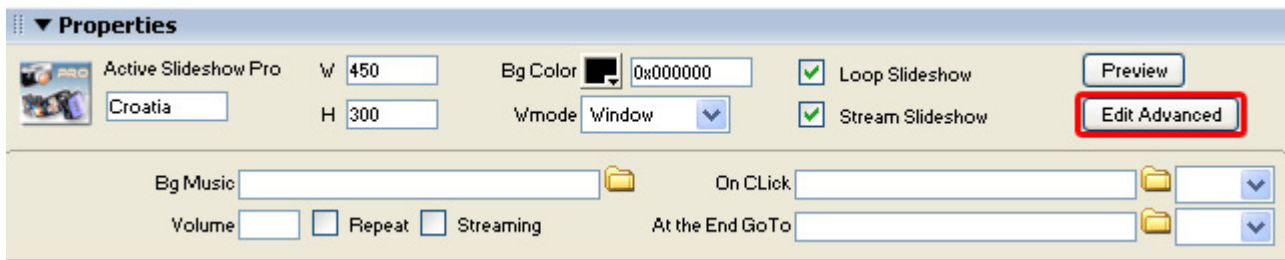 Properties
PRO Active Slideshow Pro W 450 Bg Color 0x000000 Loop Slideshow Preview
Croatia H 300 Wmode Window Stream Slideshow Edit Advanced
Bg Music On CLick
Volume Repeat Streaming At the End GoTo